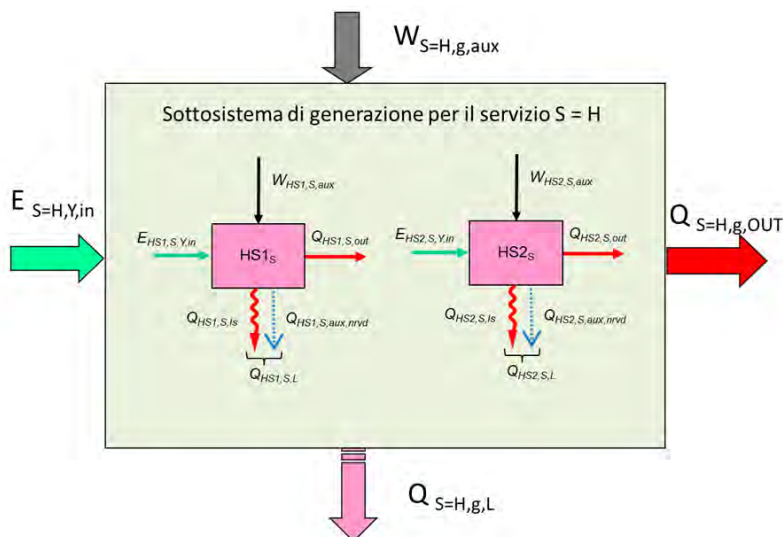 W S=H,g,aux
Sottosistema di generazione per il servizio S = H
W HS1,S,aux
W HS2,S,aux
E S=H,Y,in
Q S=H,g,OUT
E HS1,S,Y,in
HS1S
Q HS1,S,out
E HS2,S,Y,in
HS2S
Q HS2,S,out
Q HS1,S,ls
Q HS1,S,aux,nrvd
Q HS2,S,ls
Q HS2,S,aux,nrvd
Q HS1,S,L
Q HS2,S,L
Q S=H,g,L